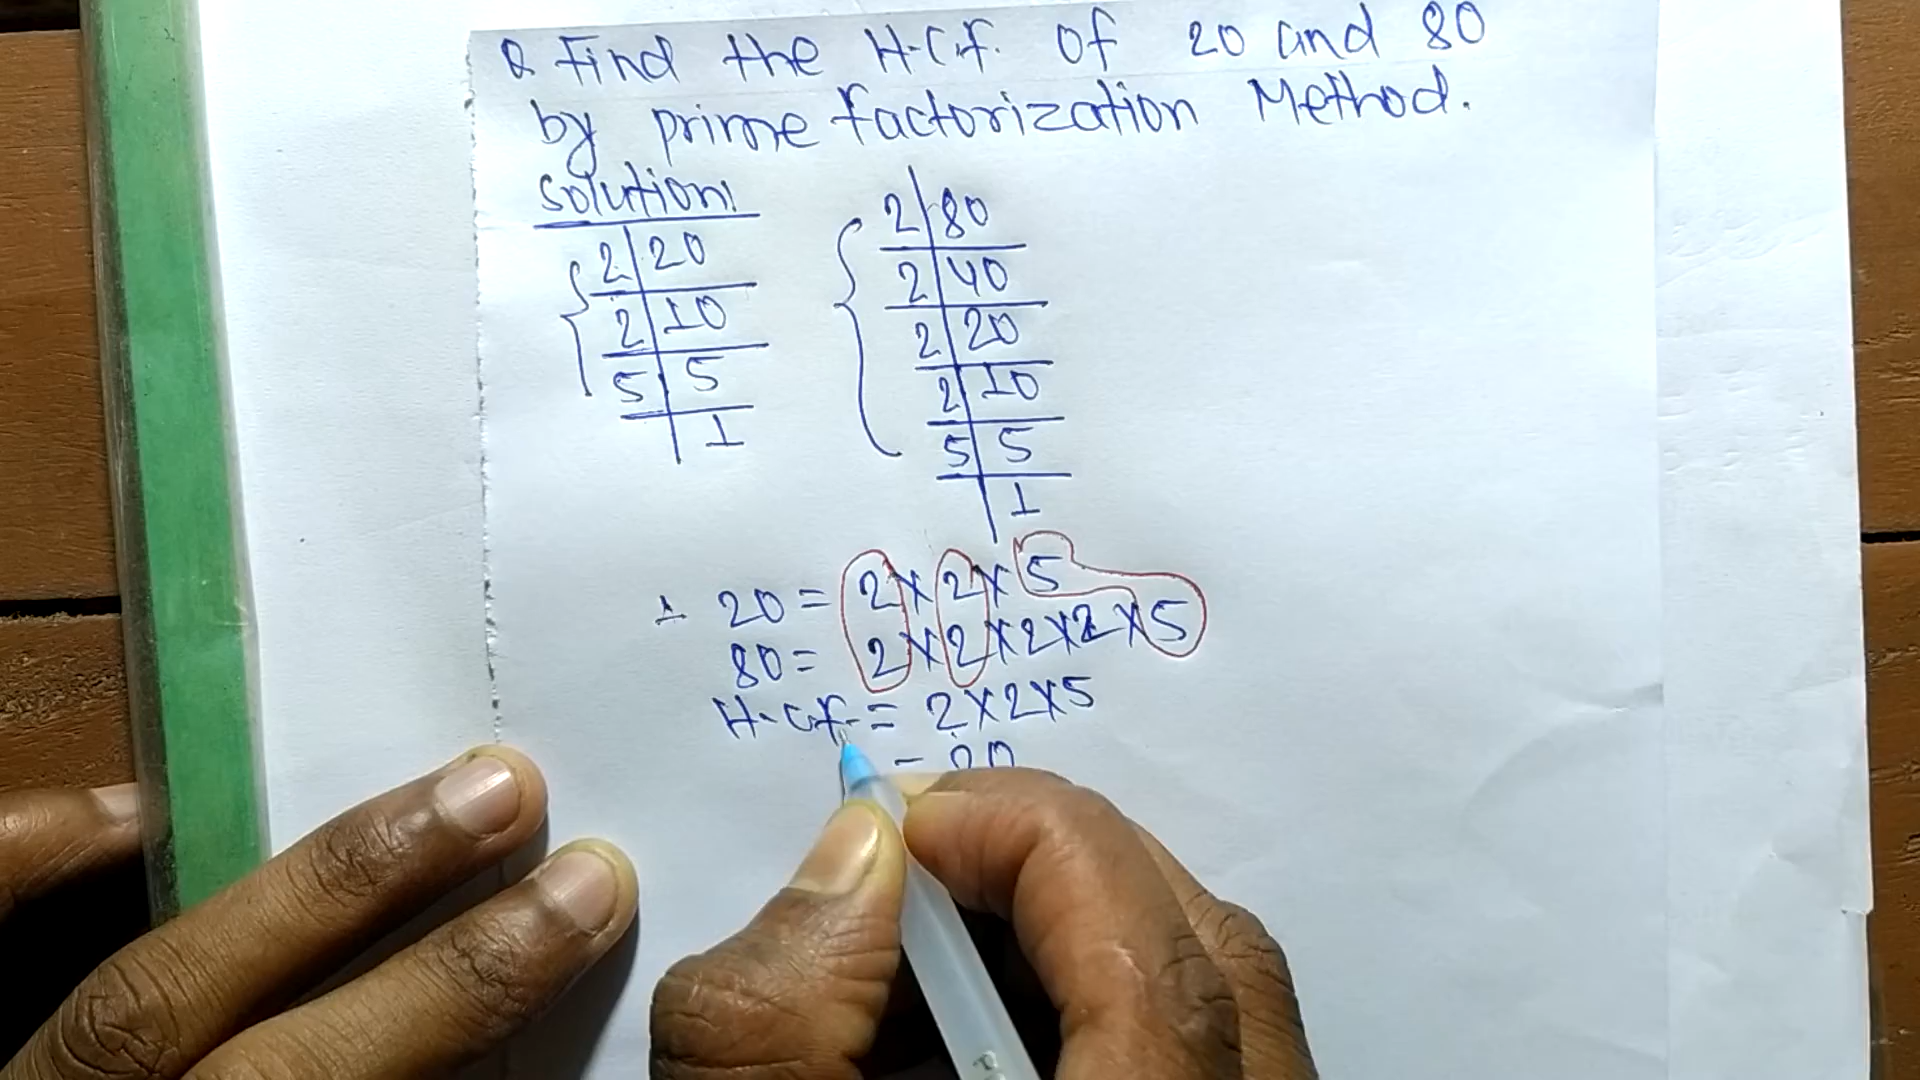 Q Find the H.C.F. of 20 and 80
by prime factorization Method.
Solution:
2 | 20
2 | 10
5 | 5
1
2 | 80
2 | 40
2 | 20
2 | 10
5 | 5
1
∴ 20 = 2 × 2 × 5
80 = 2 × 2 × 2 × 2 × 5
H.C.F. = 2 × 2 × 5
= 20